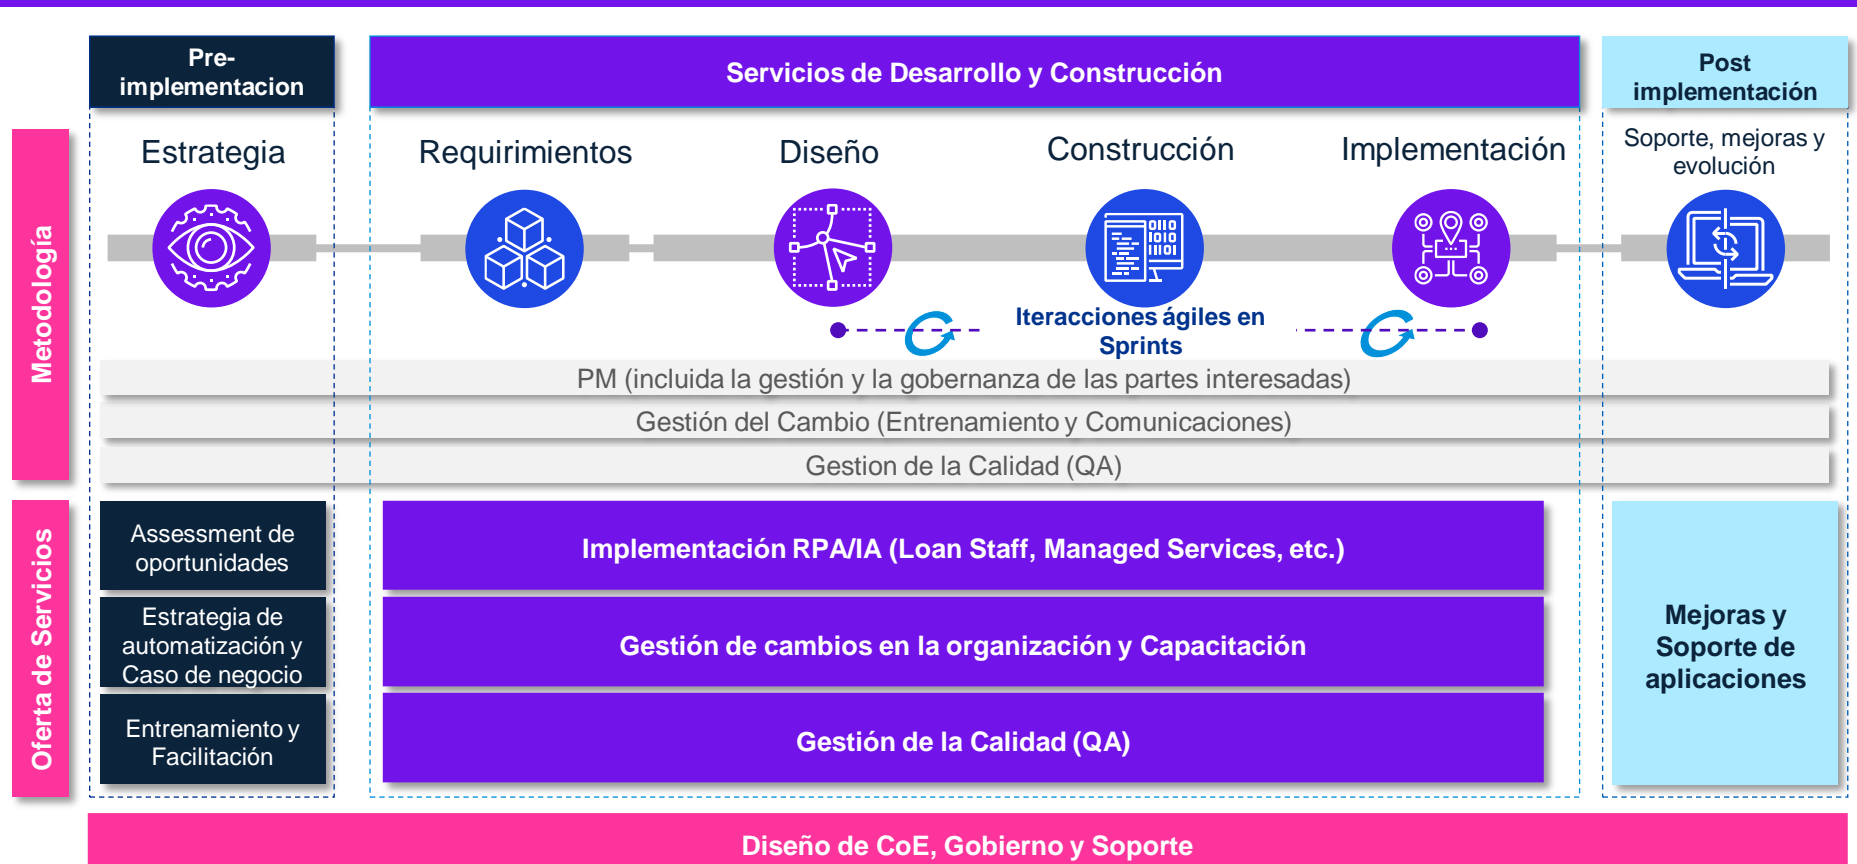 Pre-
implementacion
Servicios de Desarrollo y Construcción
Post
implementación
Metodología
Estrategia
Requirimientos
Diseño
Construcción
Implementación
Soporte, mejoras y
evolución
0110
1010
11101
Iteracciones ágiles en
Sprints
PM (incluida la gestión y la gobernanza de las partes interesadas)
Gestión del Cambio (Entrenamiento y Comunicaciones)
Gestion de la Calidad (QA)
Oferta de Servicios
Assessment de
oportunidades
Estrategia de
automatización y
Caso de negocio
Entrenamiento y
Facilitación
Implementación RPA/IA (Loan Staff, Managed Services, etc.)
Gestión de cambios en la organización y Capacitación
Gestión de la Calidad (QA)
Mejoras y
Soporte de
aplicaciones
Diseño de CoE, Gobierno y Soporte